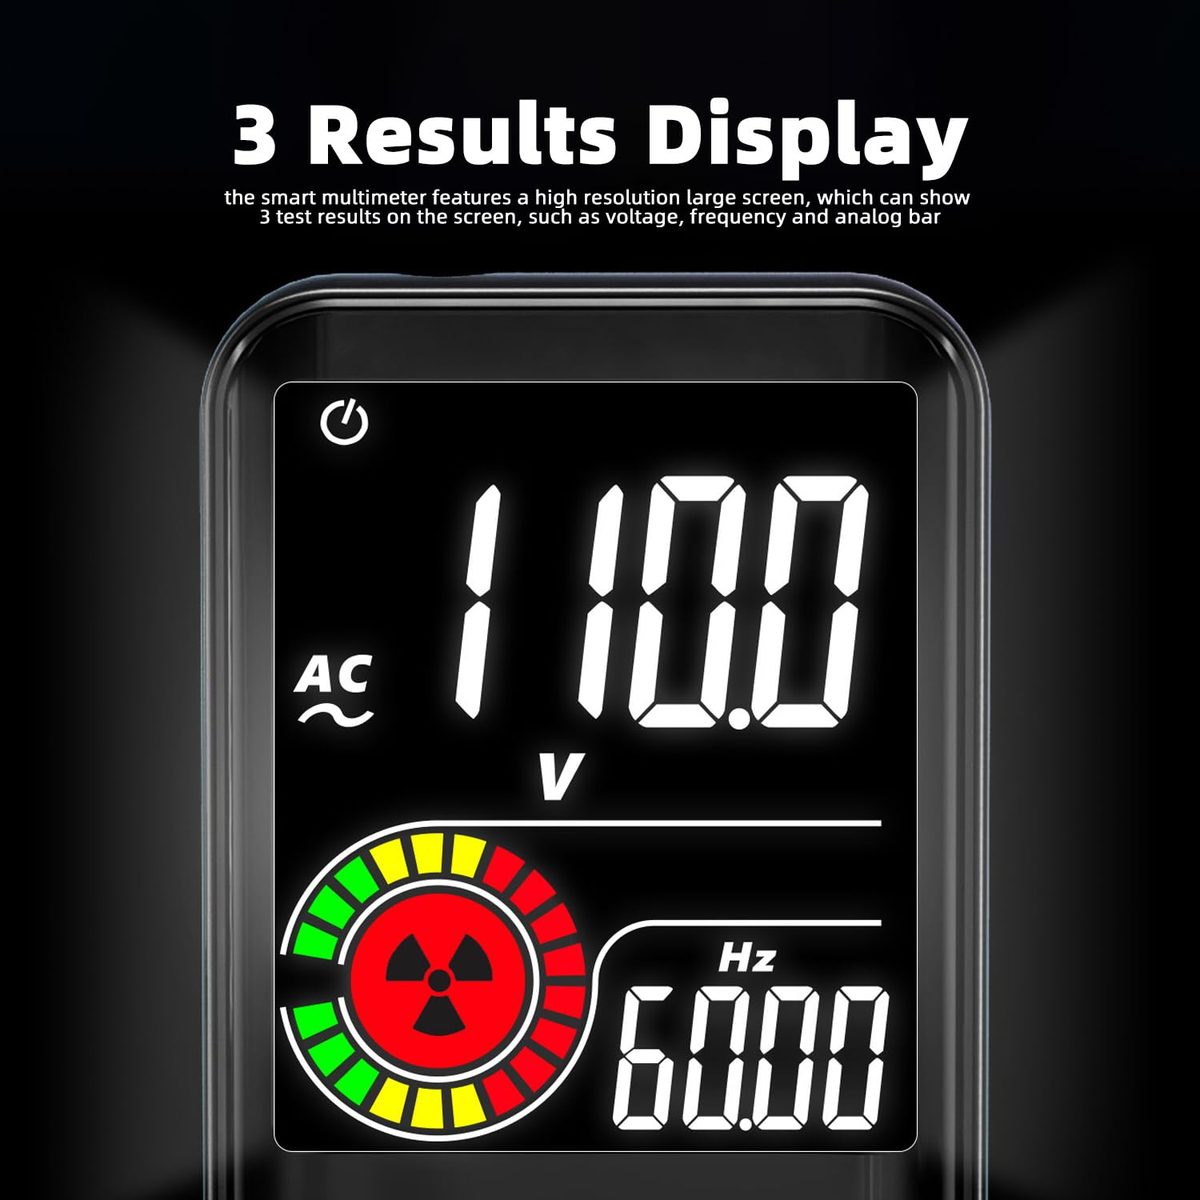 3 Results Display
the smart multimeter features a high resolution large screen, which can show
3 test results on the screen, such as voltage, frequency and analog bar
110.0
AC
V
Hz
60.00